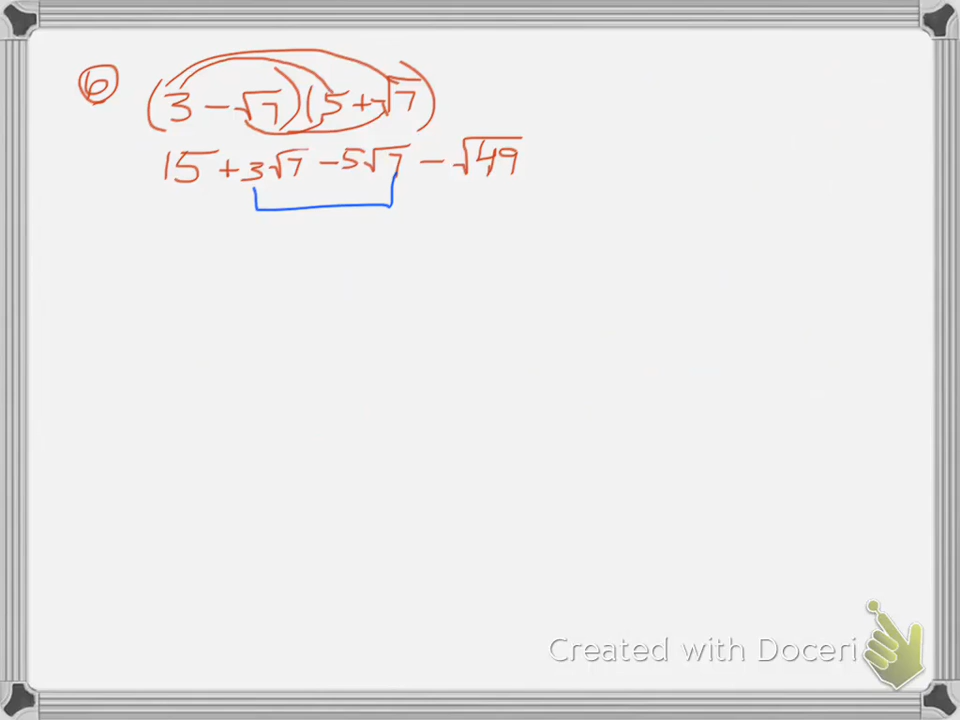 ⑥ (3 - √7)(5 + √7)
15 + 3√7 - 5√7 - √49
Created with Doceri